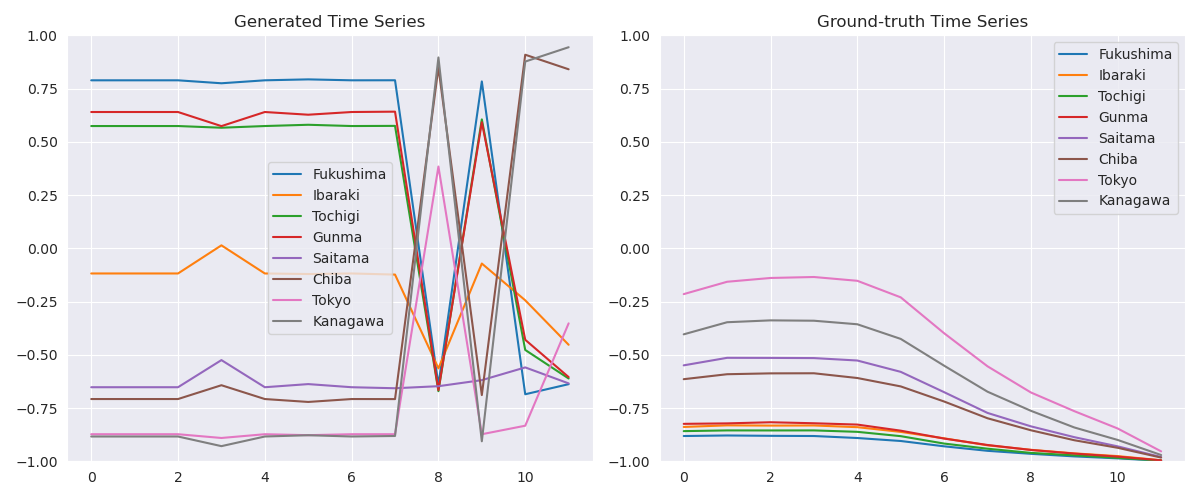 Generated Time Series
1.00
0.75
0.50
0.25
0.00
−0.25
−0.50
−0.75
−1.00
0 2 4 6 8 10
Fukushima
Ibaraki
Tochigi
Gunma
Saitama
Chiba
Tokyo
Kanagawa
Ground-truth Time Series
1.00
0.75
0.50
0.25
0.00
−0.25
−0.50
−0.75
−1.00
0 2 4 6 8 10
Fukushima
Ibaraki
Tochigi
Gunma
Saitama
Chiba
Tokyo
Kanagawa